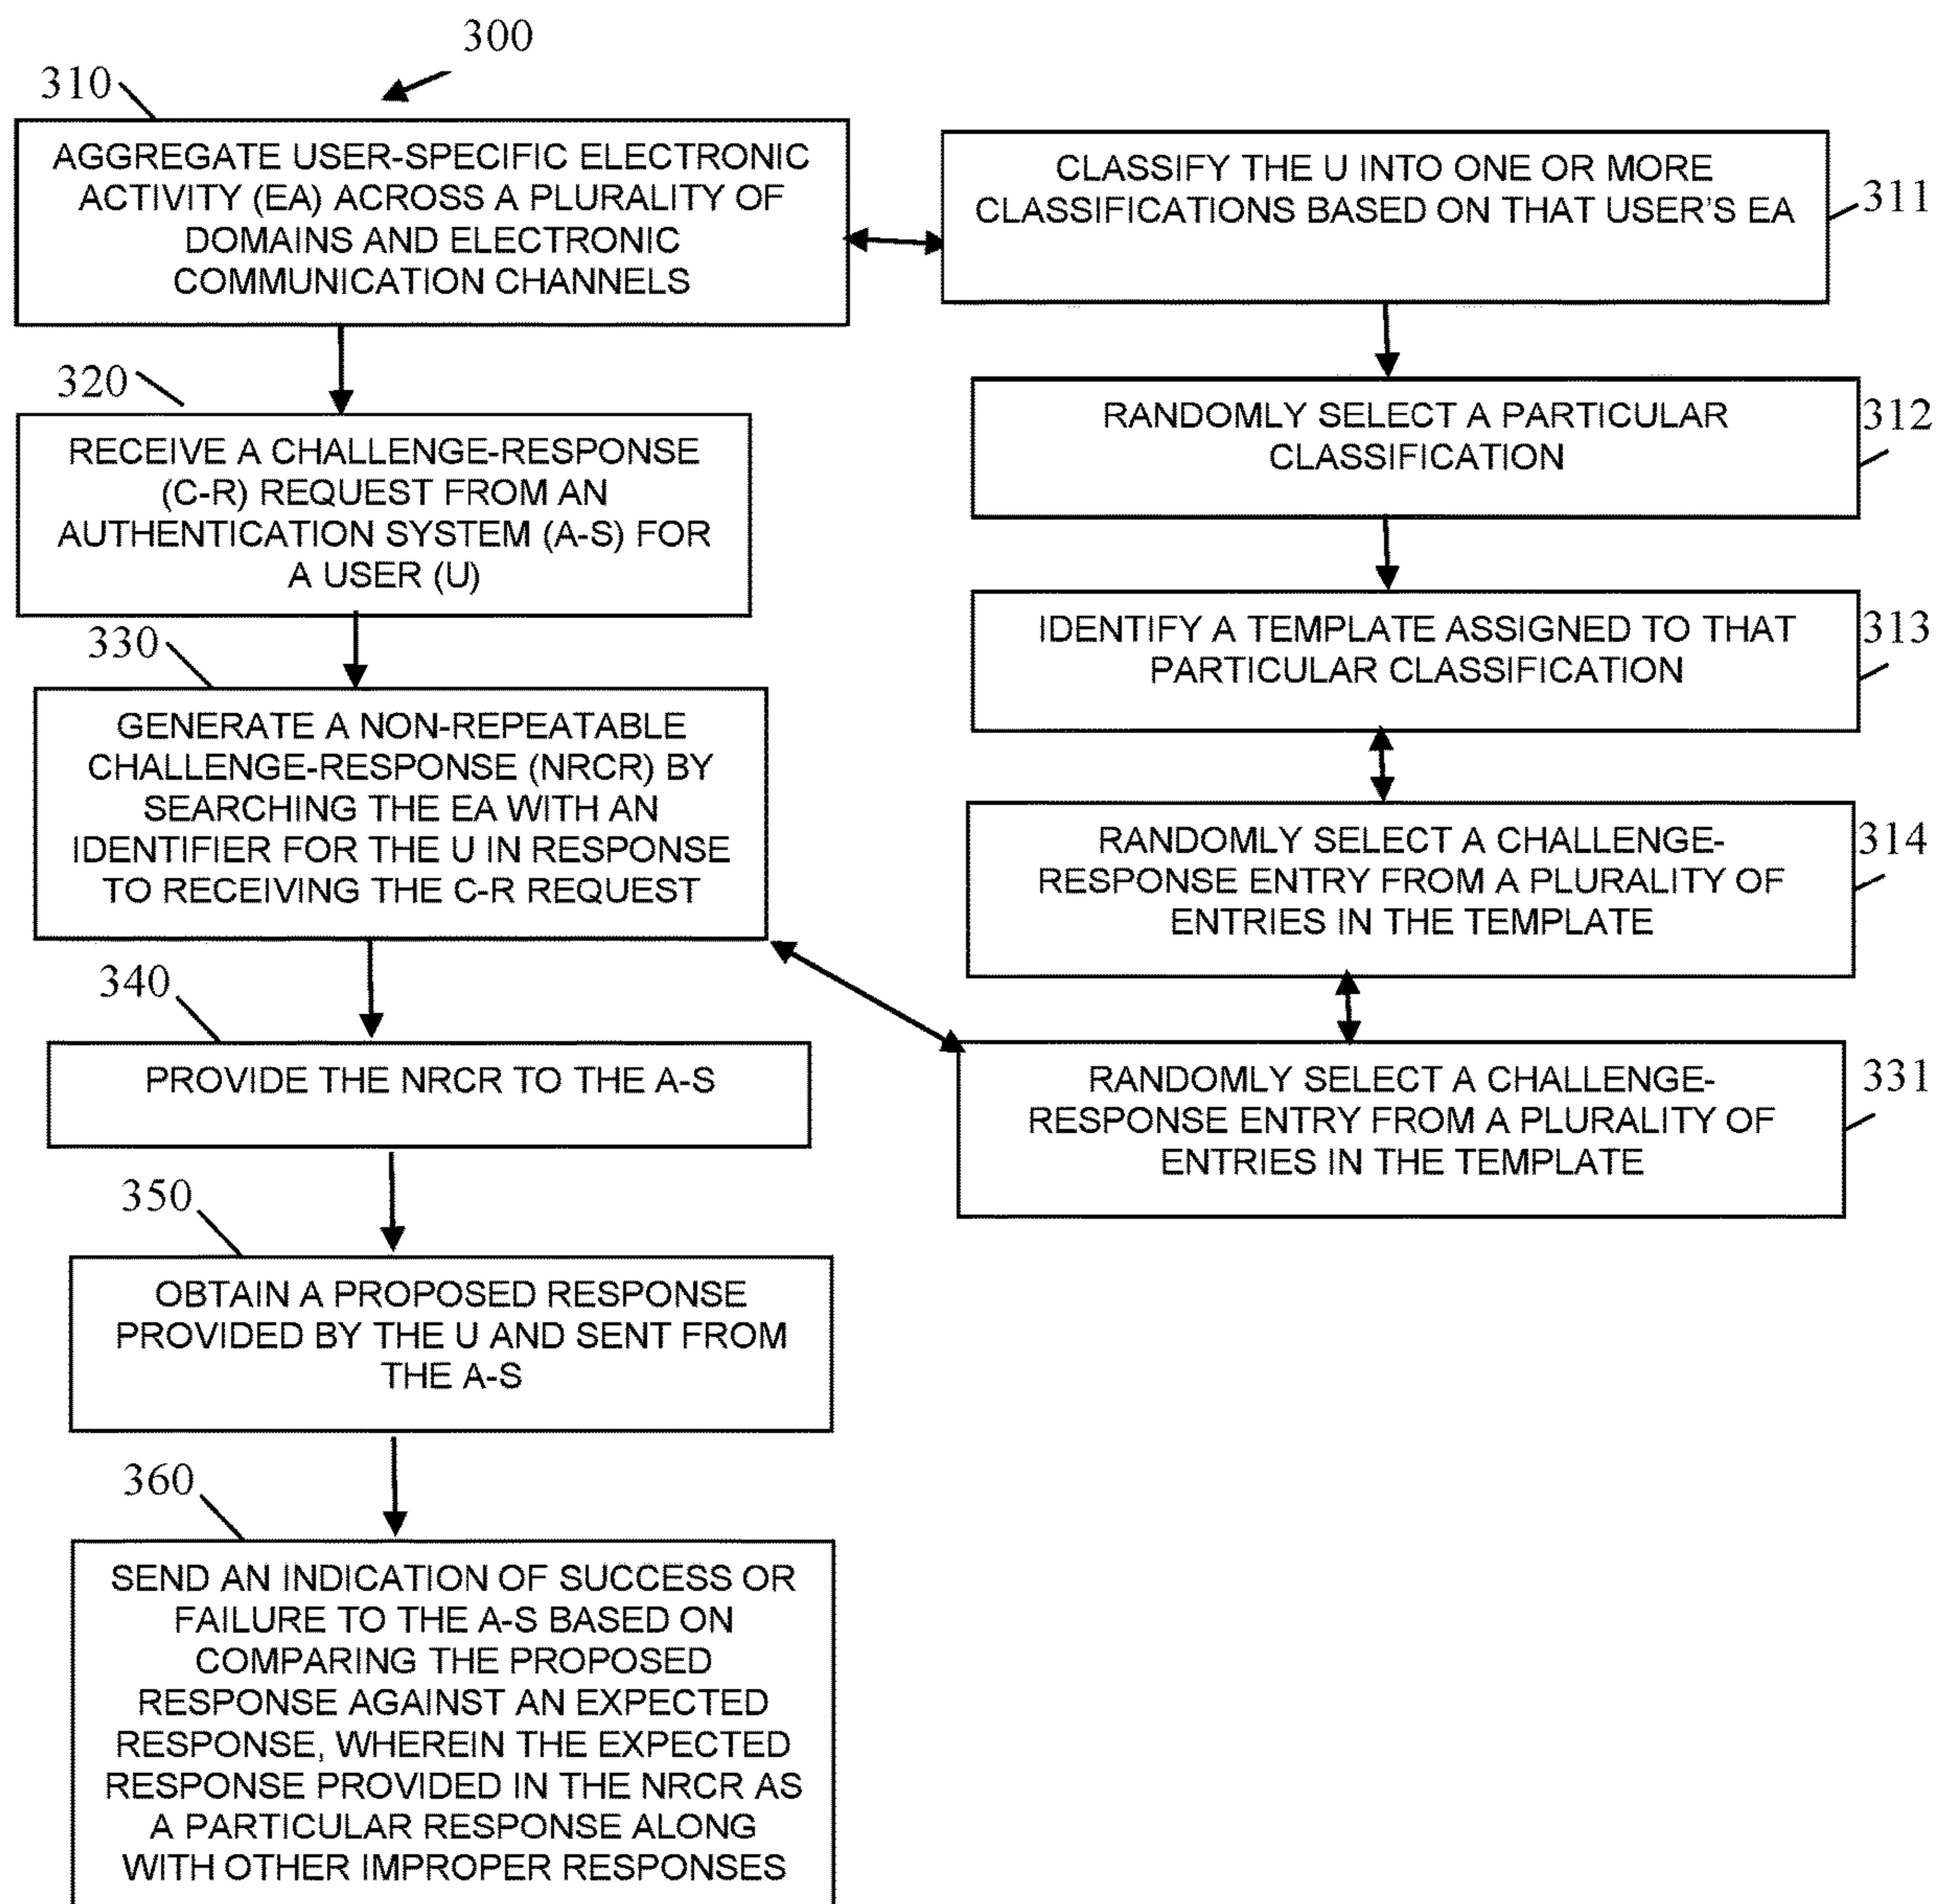 300
310
AGGREGATE USER-SPECIFIC ELECTRONIC
ACTIVITY (EA) ACROSS A PLURALITY OF
DOMAINS AND ELECTRONIC
COMMUNICATION CHANNELS
CLASSIFY THE U INTO ONE OR MORE
CLASSIFICATIONS BASED ON THAT USER'S EA
311
320
RECEIVE A CHALLENGE-RESPONSE
(C-R) REQUEST FROM AN
AUTHENTICATION SYSTEM (A-S) FOR
A USER (U)
RANDOMLY SELECT A PARTICULAR
CLASSIFICATION
312
330
GENERATE A NON-REPEATABLE
CHALLENGE-RESPONSE (NRCR) BY
SEARCHING THE EA WITH AN
IDENTIFIER FOR THE U IN RESPONSE
TO RECEIVING THE C-R REQUEST
IDENTIFY A TEMPLATE ASSIGNED TO THAT
PARTICULAR CLASSIFICATION
313
RANDOMLY SELECT A CHALLENGE-
RESPONSE ENTRY FROM A PLURALITY OF
ENTRIES IN THE TEMPLATE
314
340
PROVIDE THE NRCR TO THE A-S
RANDOMLY SELECT A CHALLENGE-
RESPONSE ENTRY FROM A PLURALITY OF
ENTRIES IN THE TEMPLATE
331
350
OBTAIN A PROPOSED RESPONSE
PROVIDED BY THE U AND SENT FROM
THE A-S
360
SEND AN INDICATION OF SUCCESS OR
FAILURE TO THE A-S BASED ON
COMPARING THE PROPOSED
RESPONSE AGAINST AN EXPECTED
RESPONSE, WHEREIN THE EXPECTED
RESPONSE PROVIDED IN THE NRCR AS
A PARTICULAR RESPONSE ALONG
WITH OTHER IMPROPER RESPONSES